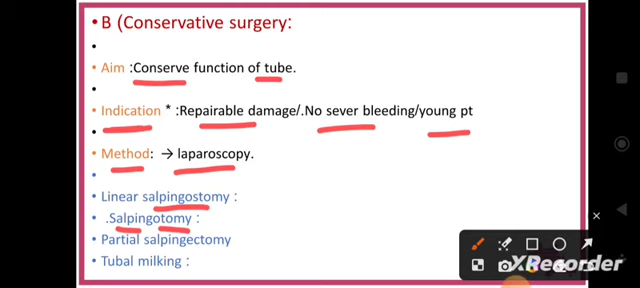 •B (Conservative surgery:
•
•Aim :Conserve function of tube.
•
•Indication * :Repairable damage/.No sever bleeding/young pt
•
•Method: → laparoscopy.
•
•Linear salpingostomy :
• .Salpingotomy :
•Partial salpingectomy
•Tubal milking :
XRecorder